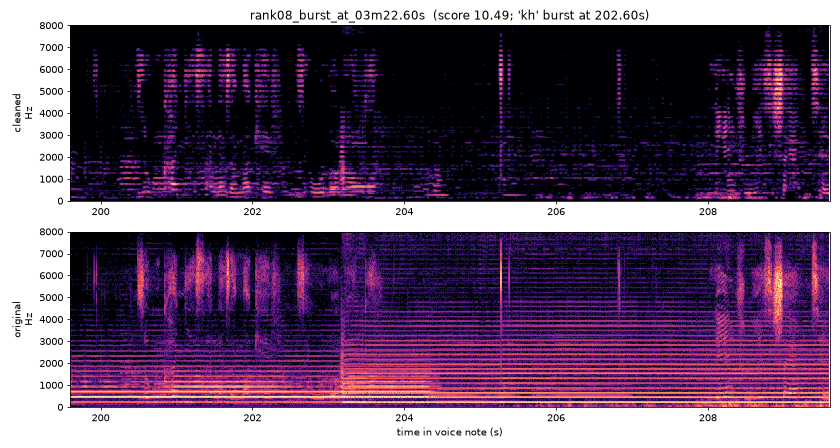 rank08_burst_at_03m22.60s  (score 10.49; 'kh' burst at 202.60s)
8000
7000
6000
5000
4000
3000
2000
1000
0
cleaned
Hz
200 202 204 206 208
8000
7000
6000
5000
4000
3000
2000
1000
0
original
Hz
200 202 204 206 208
time in voice note (s)